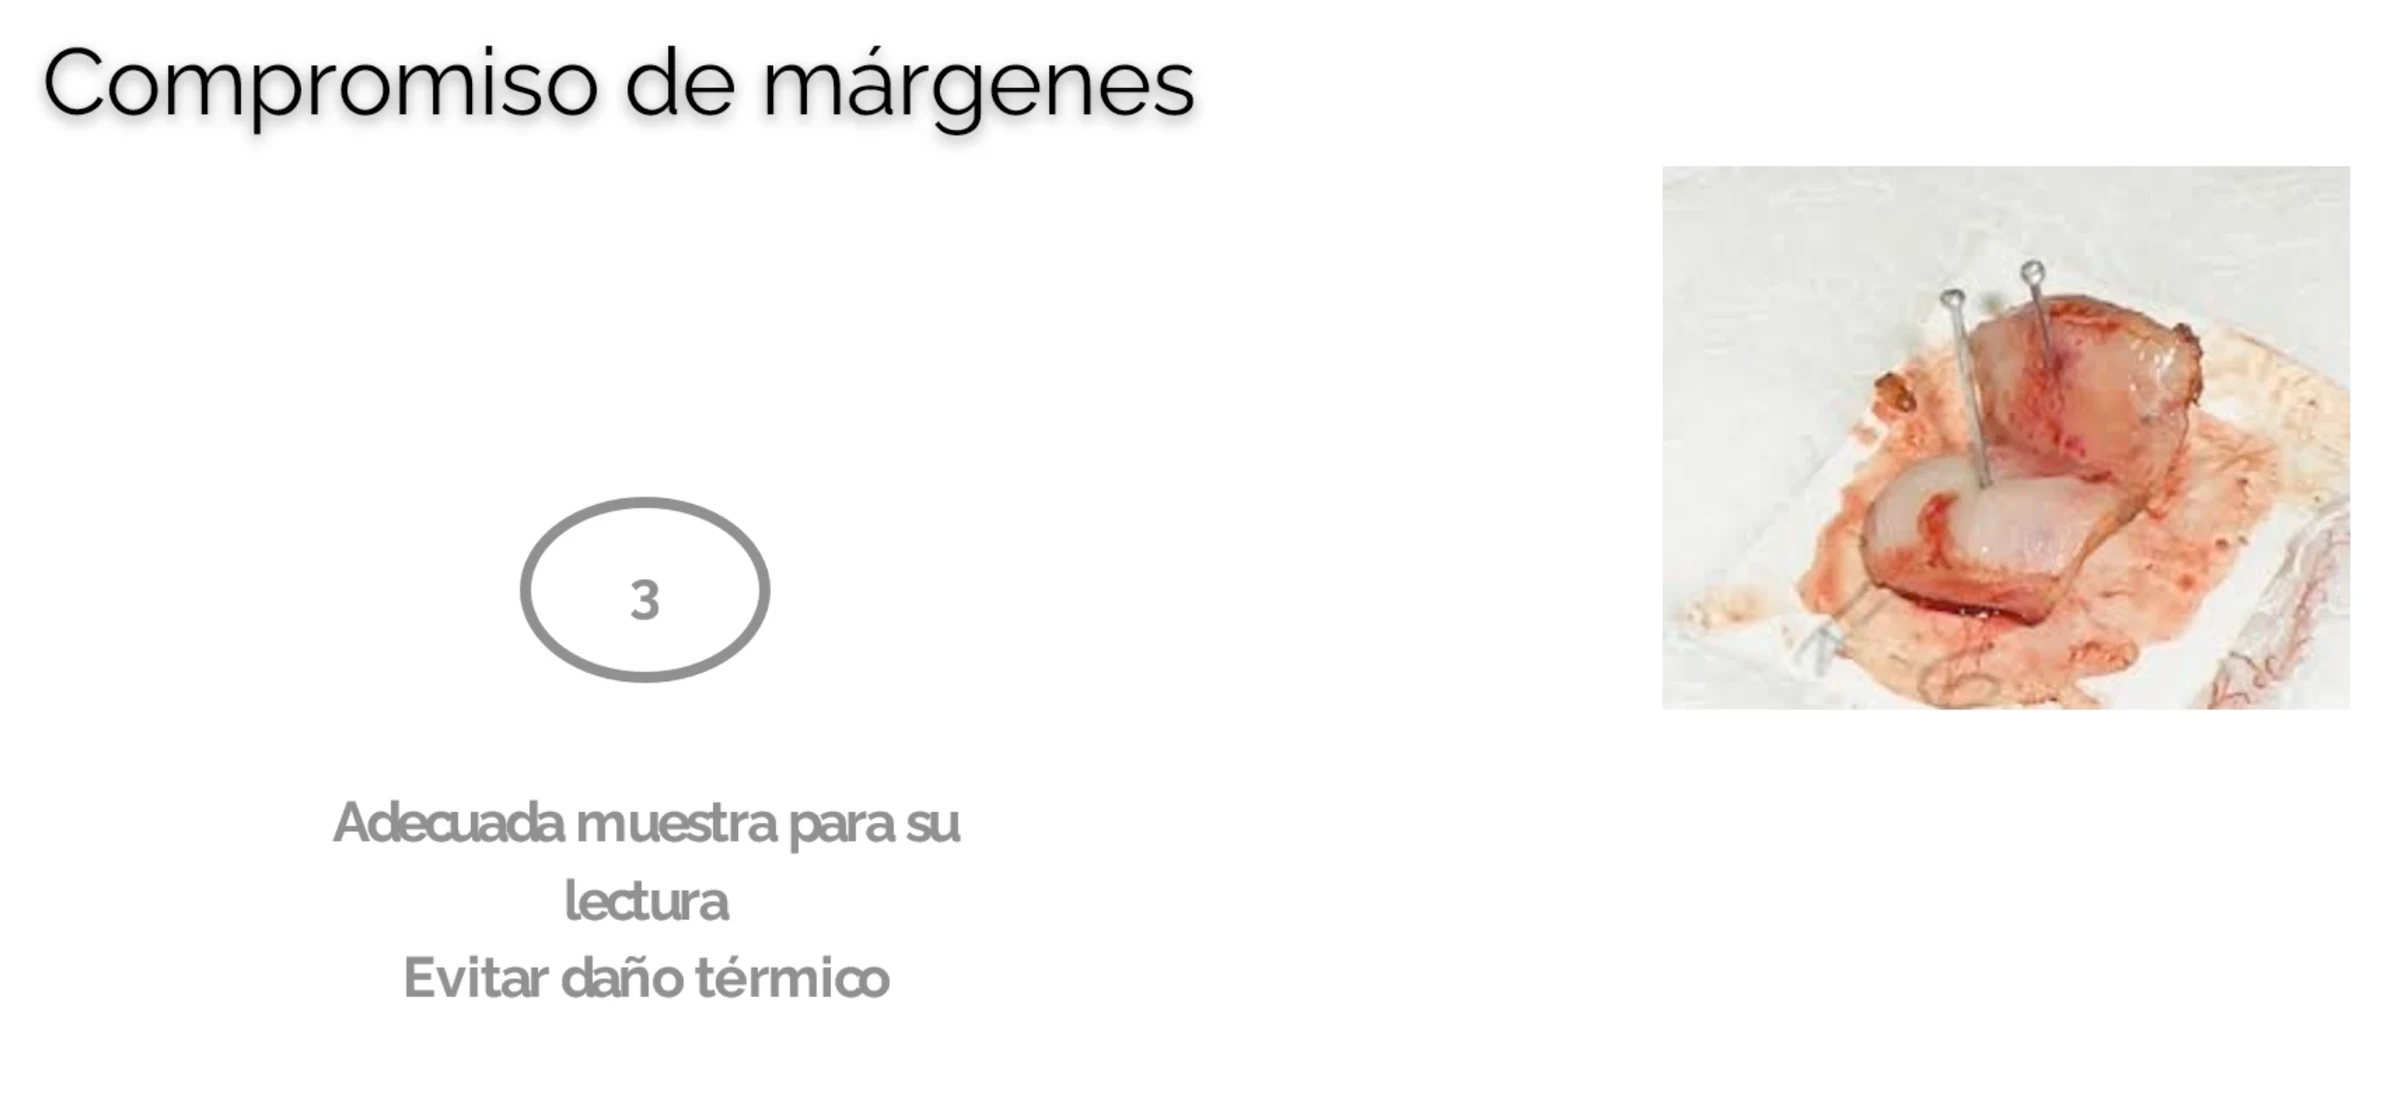 Compromiso de márgenes
3
Adecuada muestra para su
lectura
Evitar daño térmico